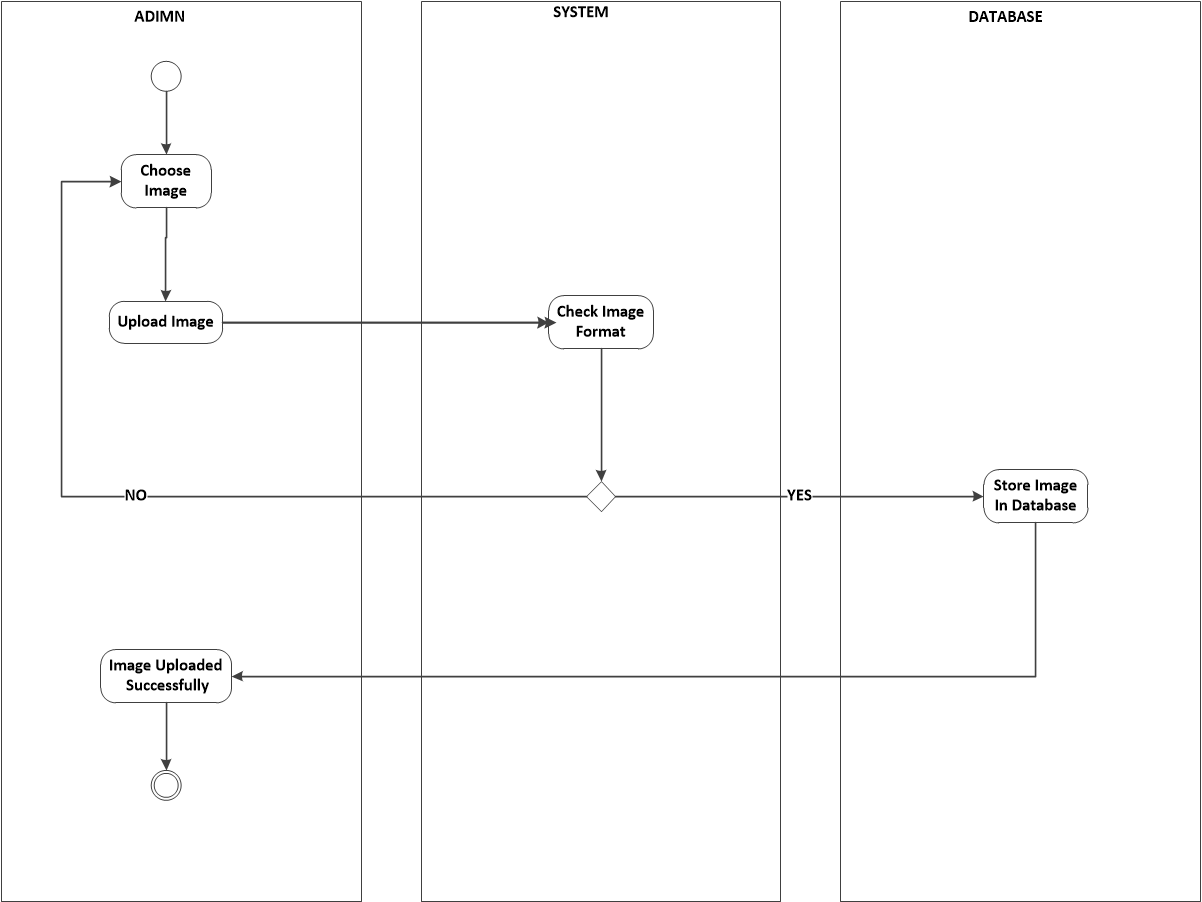 ADIMN
SYSTEM
DATABASE
Choose
Image
Upload Image
Check Image
Format
NO
YES
Store Image
In Database
Image Uploaded
Successfully